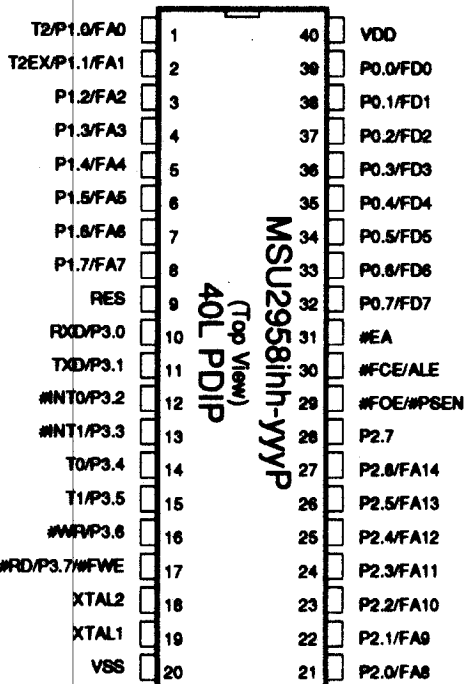 T2/P1.0/FA0 1 40 VDD
T2EX/P1.1/FA1 2 39 P0.0/FD0
P1.2/FA2 3 38 P0.1/FD1
P1.3/FA3 4 37 P0.2/FD2
P1.4/FA4 5 36 P0.3/FD3
P1.5/FA5 6 35 P0.4/FD4
P1.6/FA6 7 34 P0.5/FD5
P1.7/FA7 8 33 P0.6/FD6
RES 9 32 P0.7/FD7
RXD/P3.0 10 31 #EA
TXD/P3.1 11 30 #FCE/ALE
#INT0/P3.2 12 29 #FOE/#PSEN
#INT1/P3.3 13 28 P2.7
T0/P3.4 14 27 P2.6/FA14
T1/P3.5 15 26 P2.5/FA13
#WR/P3.6 16 25 P2.4/FA12
#RD/P3.7/#FWE 17 24 P2.3/FA11
XTAL2 18 23 P2.2/FA10
XTAL1 19 22 P2.1/FA9
VSS 20 21 P2.0/FA8
MSU2958ihh-yyyP
(Top View)
40L PDIP